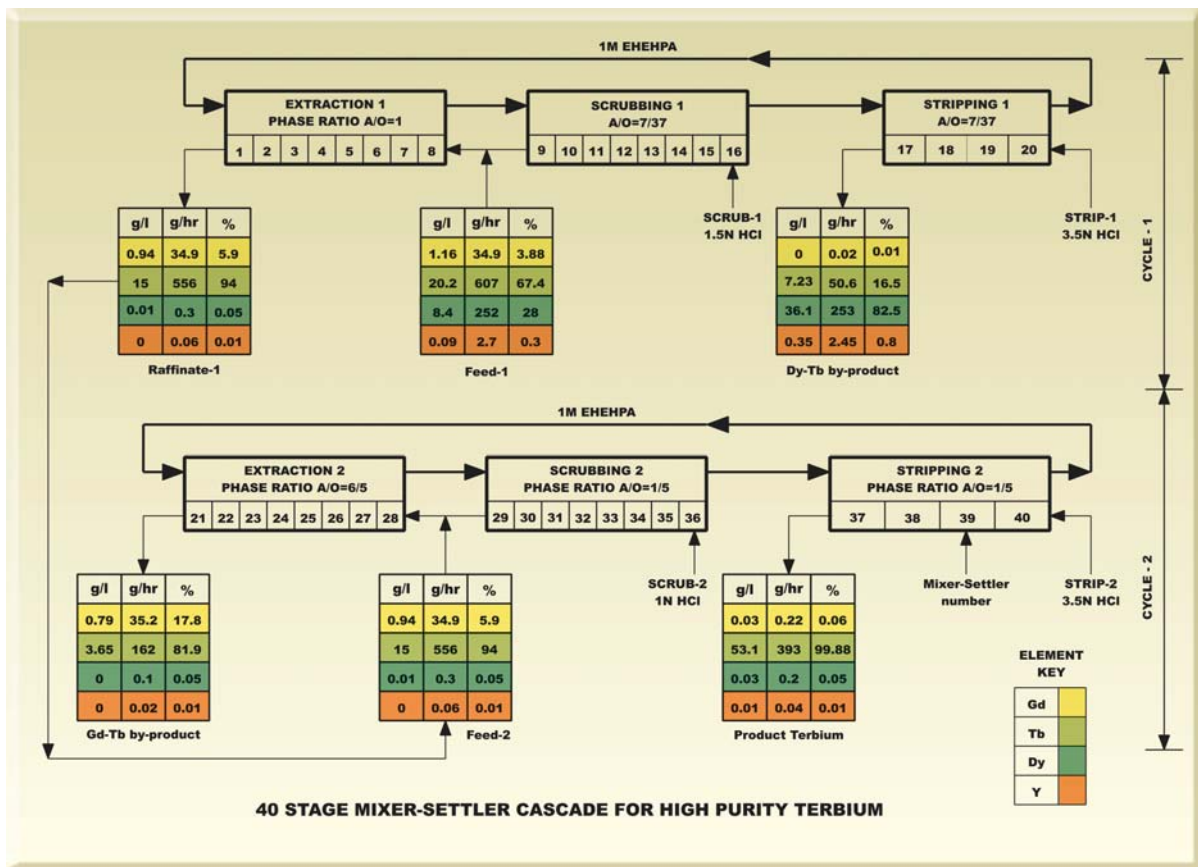 1M EHEHPA
EXTRACTION 1
PHASE RATIO A/O=1
1 2 3 4 5 6 7 8
SCRUBBING 1
A/O=7/37
9 10 11 12 13 14 15 16
STRIPPING 1
A/O=7/37
17 18 19 20
SCRUB-1
1.5N HCl
STRIP-1
3.5N HCl
CYCLE - 1
g/l g/hr %
0.94 34.9 5.9
15 556 94
0.01 0.3 0.05
0 0.06 0.01
Raffinate-1
g/l g/hr %
1.16 34.9 3.88
20.2 607 67.4
8.4 252 28
0.09 2.7 0.3
Feed-1
g/l g/hr %
0 0.02 0.01
7.23 50.6 16.5
36.1 253 82.5
0.35 2.45 0.8
Dy-Tb by-product
1M EHEHPA
EXTRACTION 2
PHASE RATIO A/O=6/5
21 22 23 24 25 26 27 28
SCRUBBING 2
PHASE RATIO A/O=1/5
29 30 31 32 33 34 35 36
STRIPPING 2
PHASE RATIO A/O=1/5
37 38 39 40
SCRUB-2
1N HCl
Mixer-Settler
number
STRIP-2
3.5N HCl
CYCLE - 2
g/l g/hr %
0.79 35.2 17.8
3.65 162 81.9
0 0.1 0.05
0 0.02 0.01
Gd-Tb by-product
g/l g/hr %
0.94 34.9 5.9
15 556 94
0.01 0.3 0.05
0 0.06 0.01
Feed-2
g/l g/hr %
0.03 0.22 0.06
53.1 393 99.88
0.03 0.2 0.05
0.01 0.04 0.01
Product Terbium
ELEMENT
KEY
Gd
Tb
Dy
Y
40 STAGE MIXER-SETTLER CASCADE FOR HIGH PURITY TERBIUM